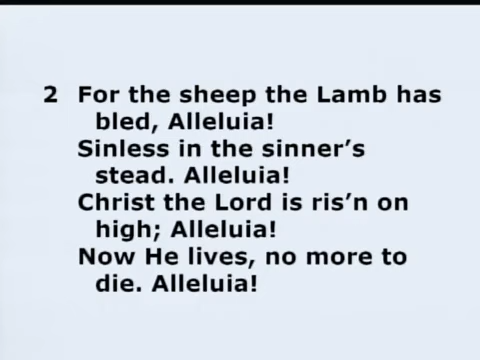 2 For the sheep the Lamb has
bled, Alleluia!
Sinless in the sinner's
stead. Alleluia!
Christ the Lord is ris'n on
high; Alleluia!
Now He lives, no more to
die. Alleluia!